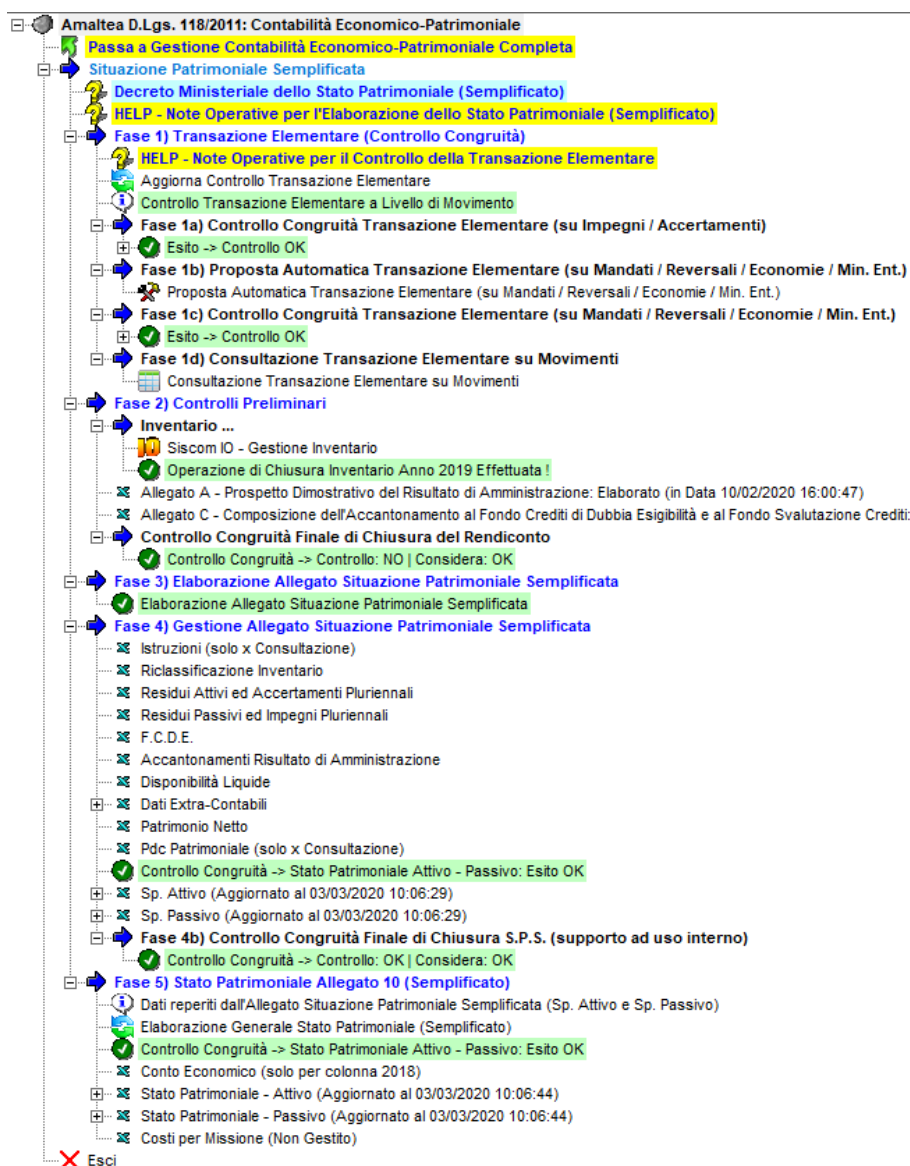 Amaltea D.Lgs. 118/2011: Contabilità Economico-Patrimoniale
Passa a Gestione Contabilità Economico-Patrimoniale Completa
Situazione Patrimoniale Semplificata
Decreto Ministeriale dello Stato Patrimoniale (Semplificato)
HELP - Note Operative per l'Elaborazione dello Stato Patrimoniale (Semplificato)
Fase 1) Transazione Elementare (Controllo Congruità)
HELP - Note Operative per il Controllo della Transazione Elementare
Aggiorna Controllo Transazione Elementare
Controllo Transazione Elementare a Livello di Movimento
Fase 1a) Controllo Congruità Transazione Elementare (su Impegni / Accertamenti)
Esito -> Controllo OK
Fase 1b) Proposta Automatica Transazione Elementare (su Mandati / Reversali / Economie / Min. Ent.)
Proposta Automatica Transazione Elementare (su Mandati / Reversali / Economie / Min. Ent.)
Fase 1c) Controllo Congruità Transazione Elementare (su Mandati / Reversali / Economie / Min. Ent.)
Esito -> Controllo OK
Fase 1d) Consultazione Transazione Elementare su Movimenti
Consultazione Transazione Elementare su Movimenti
Fase 2) Controlli Preliminari
Inventario ...
Siscom IO - Gestione Inventario
Operazione di Chiusura Inventario Anno 2019 Effettuata !
Allegato A - Prospetto Dimostrativo del Risultato di Amministrazione: Elaborato (in Data 10/02/2020 16:00:47)
Allegato C - Composizione dell'Accantonamento al Fondo Crediti di Dubbia Esigibilità e al Fondo Svalutazione Crediti:
Controllo Congruità Finale di Chiusura del Rendiconto
Controllo Congruità -> Controllo: NO | Considera: OK
Fase 3) Elaborazione Allegato Situazione Patrimoniale Semplificata
Elaborazione Allegato Situazione Patrimoniale Semplificata
Fase 4) Gestione Allegato Situazione Patrimoniale Semplificata
Istruzioni (solo x Consultazione)
Riclassificazione Inventario
Residui Attivi ed Accertamenti Pluriennali
Residui Passivi ed Impegni Pluriennali
F.C.D.E.
Accantonamenti Risultato di Amministrazione
Disponibilità Liquide
Dati Extra-Contabili
Patrimonio Netto
Pdc Patrimoniale (solo x Consultazione)
Controllo Congruità -> Stato Patrimoniale Attivo - Passivo: Esito OK
Sp. Attivo (Aggiornato al 03/03/2020 10:06:29)
Sp. Passivo (Aggiornato al 03/03/2020 10:06:29)
Fase 4b) Controllo Congruità Finale di Chiusura S.P.S. (supporto ad uso interno)
Controllo Congruità -> Controllo: OK | Considera: OK
Fase 5) Stato Patrimoniale Allegato 10 (Semplificato)
Dati reperiti dall'Allegato Situazione Patrimoniale Semplificata (Sp. Attivo e Sp. Passivo)
Elaborazione Generale Stato Patrimoniale (Semplificato)
Controllo Congruità -> Stato Patrimoniale Attivo - Passivo: Esito OK
Conto Economico (solo per colonna 2018)
Stato Patrimoniale - Attivo (Aggiornato al 03/03/2020 10:06:44)
Stato Patrimoniale - Passivo (Aggiornato al 03/03/2020 10:06:44)
Costi per Missione (Non Gestito)
Esci